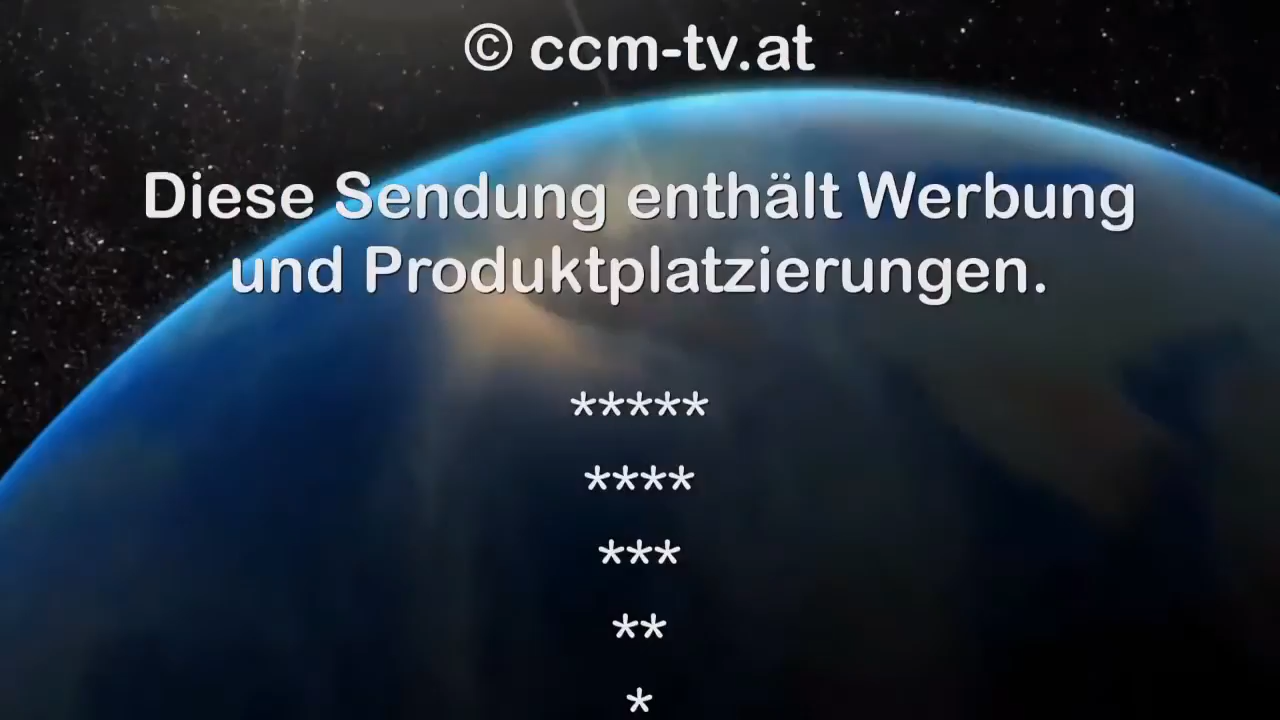 © ccm-tv.at
Diese Sendung enthält Werbung
und Produktplatzierungen.
*****
****
***
**
*